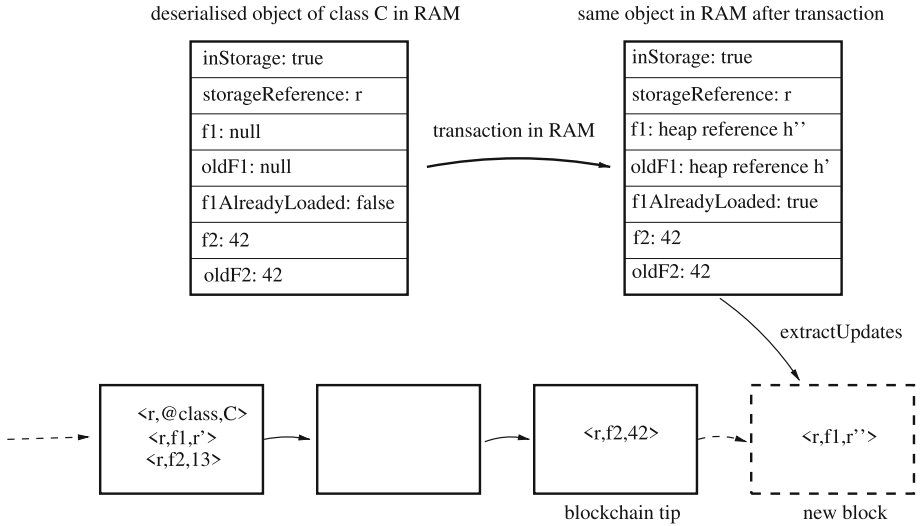 deserialised object of class C in RAM
same object in RAM after transaction
inStorage: true
storageReference: r
f1: null
oldF1: null
f1AlreadyLoaded: false
f2: 42
oldF2: 42
transaction in RAM
inStorage: true
storageReference: r
f1: heap reference h’’
oldF1: heap reference h'
f1AlreadyLoaded: true
f2: 42
oldF2: 42
extractUpdates
<r,@class,C>
<r,f1,r’>
<r,f2,13>
<r,f2,42>
<r,f1,r’’>
blockchain tip
new block